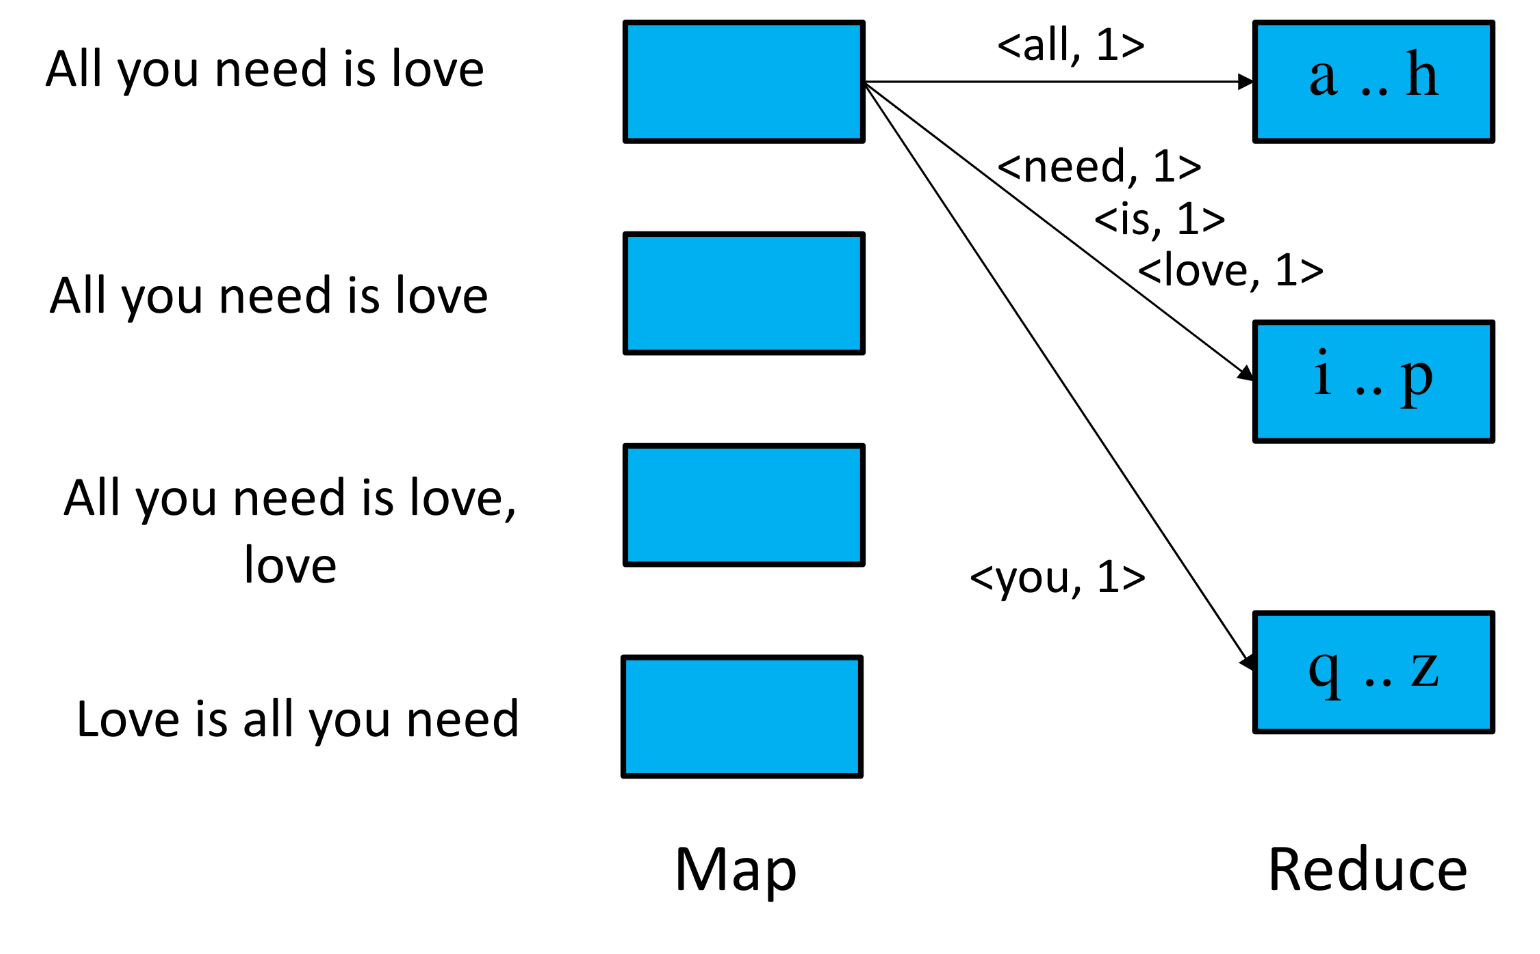 All you need is love
<all, 1>
a .. h
<need, 1>
<is, 1>
<love, 1>
All you need is love
i .. p
All you need is love,
love
<you, 1>
q .. z
Love is all you need
Map
Reduce